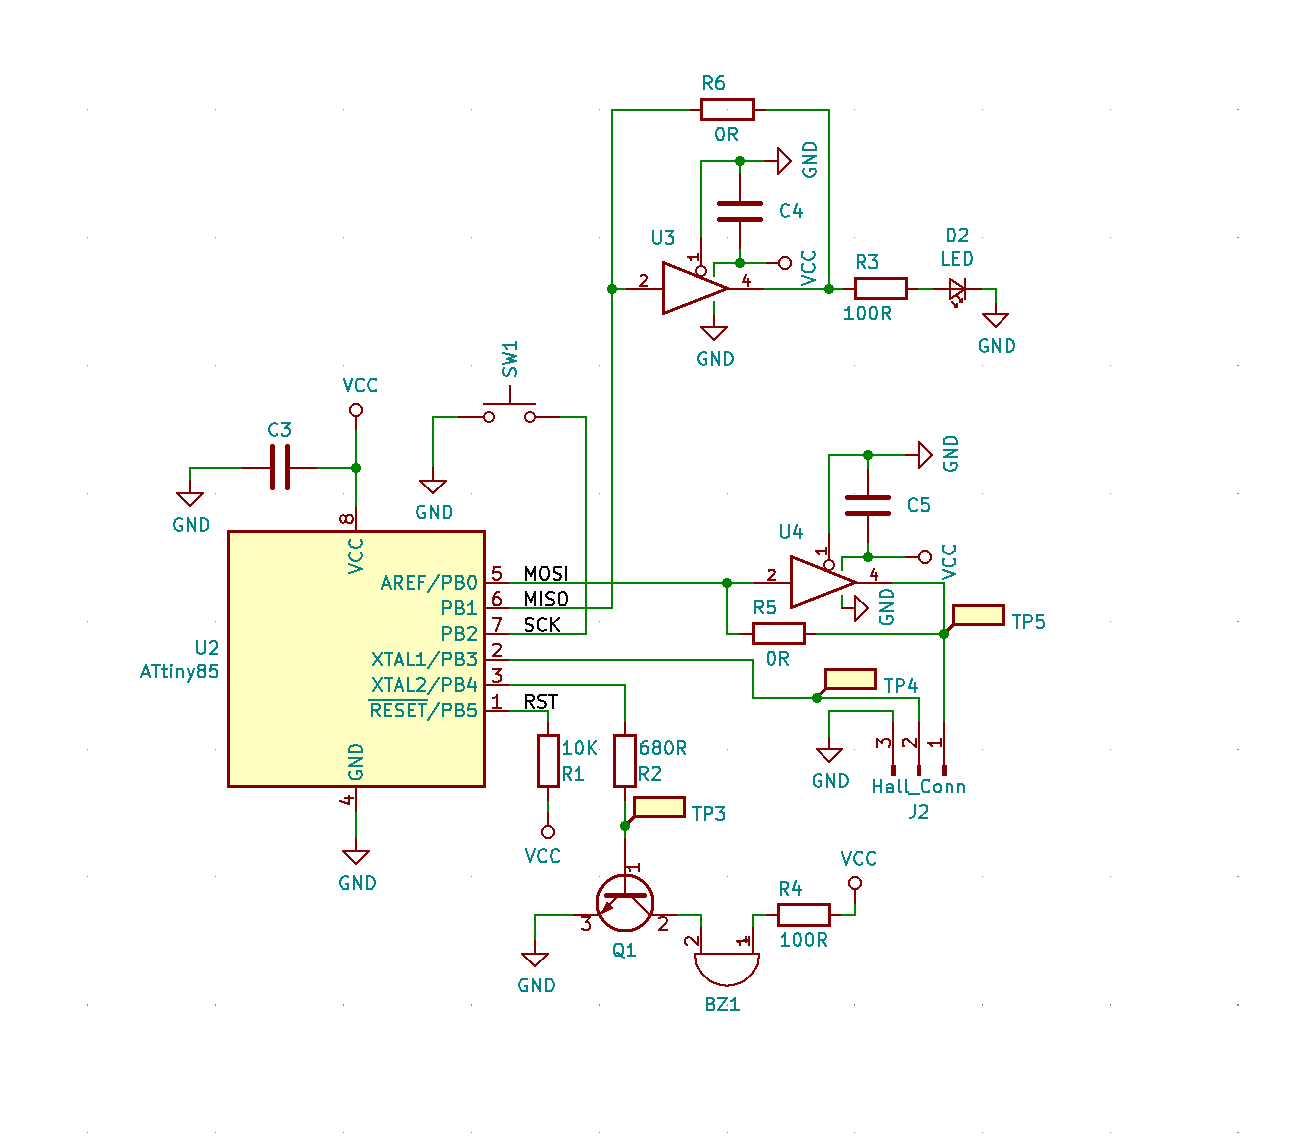 R6
0R
GND
C4
U3
1
2
4
VCC
GND
R3
100R
D2
LED
GND
SW1
GND
VCC
C3
GND
8
VCC
U2
ATtiny85
AREF/PB0
PB1
PB2
XTAL1/PB3
XTAL2/PB4
RESET/PB5
GND
4
GND
5 MOSI
6 MISO
7 SCK
2
3
1 RST
GND
C5
U4
1
2
4
VCC
GND
R5
0R
TP5
TP4
GND
3
2
1
Hall_Conn
J2
10K
R1
VCC
680R
R2
TP3
1
3
2
Q1
GND
2
1
BZ1
R4
100R
VCC